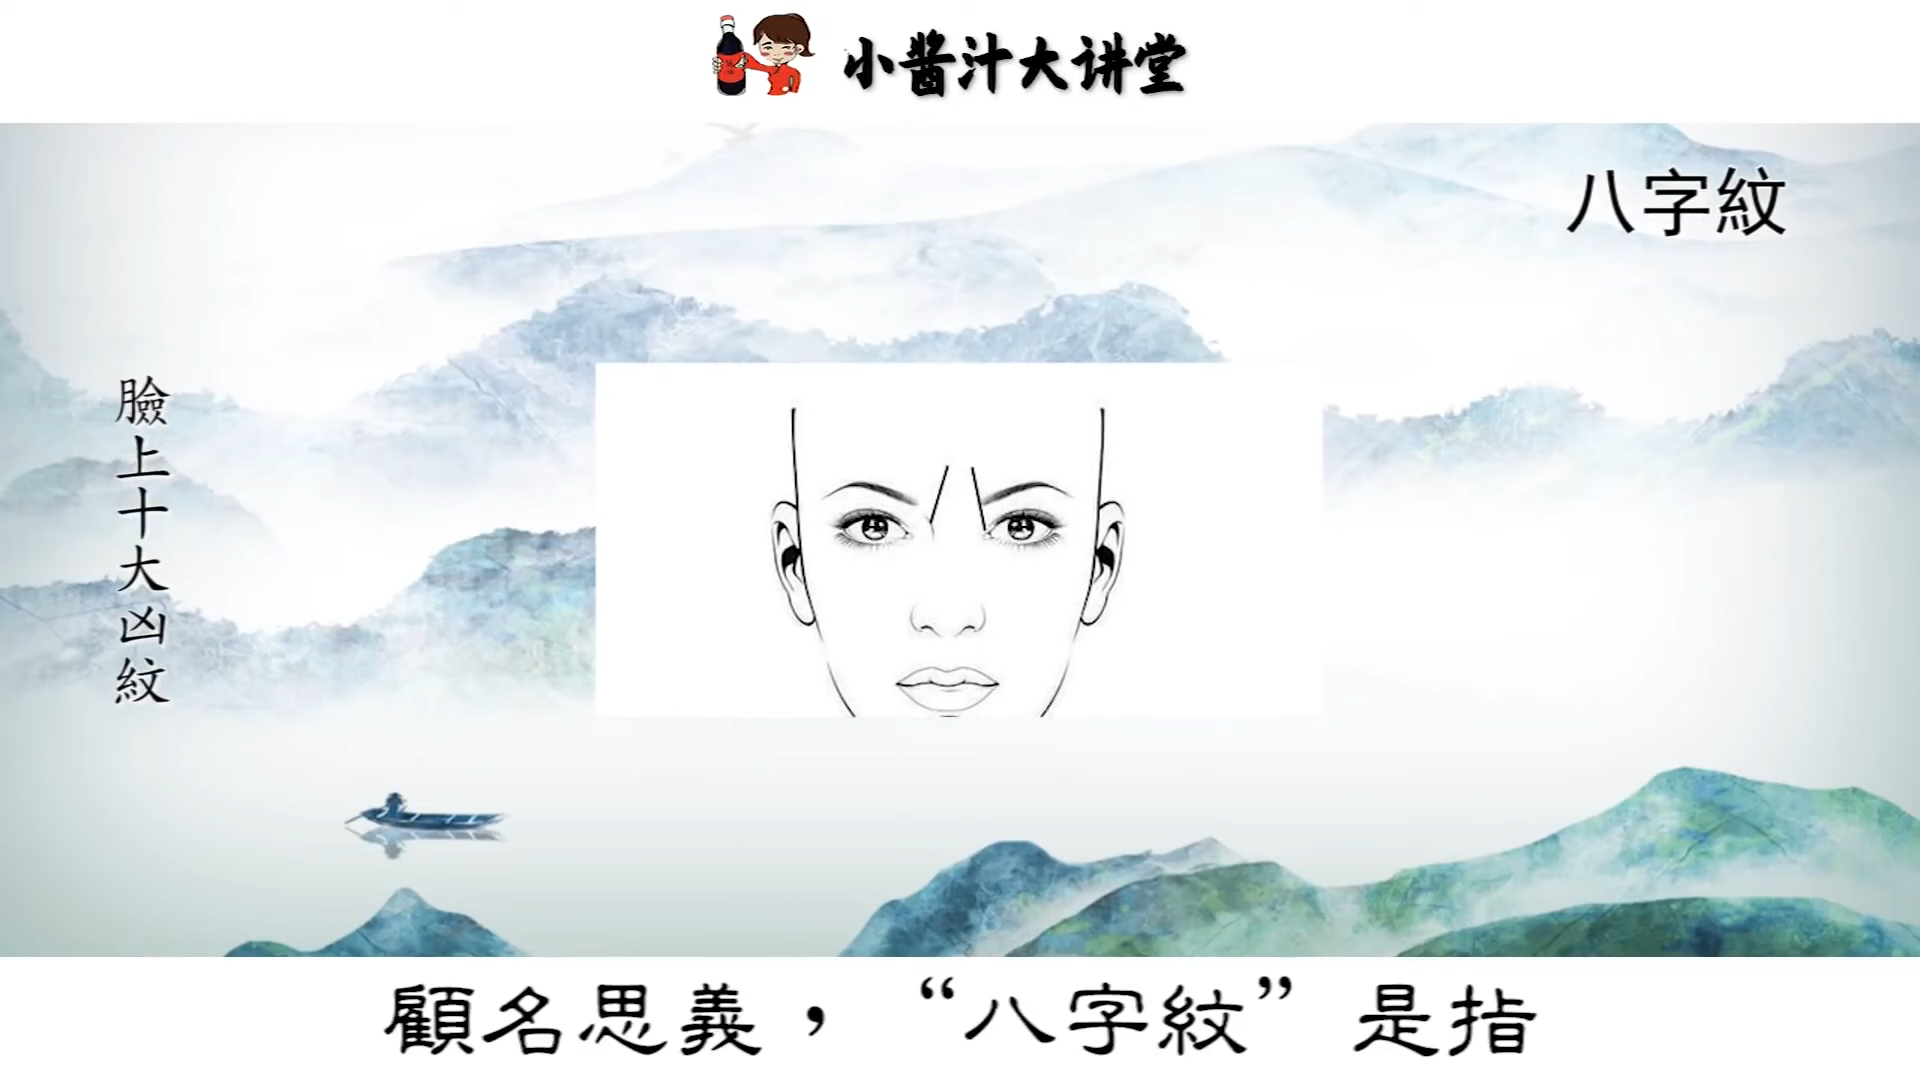 小酱汁大讲堂
八字紋
臉上十大凶紋
顧名思義，“八字紋”是指